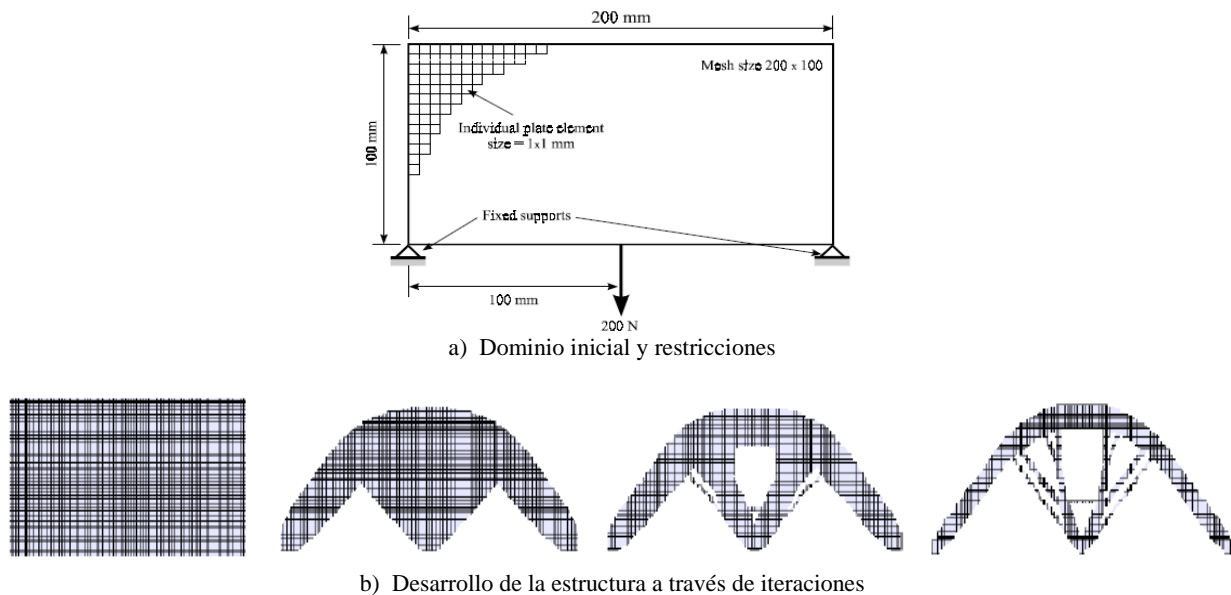 200 mm
Mesh size 200 x 100
100 mm
Individual plate element
size = 1x1 mm
Fixed supports
100 mm
200 N
a) Dominio inicial y restricciones
b) Desarrollo de la estructura a través de iteraciones